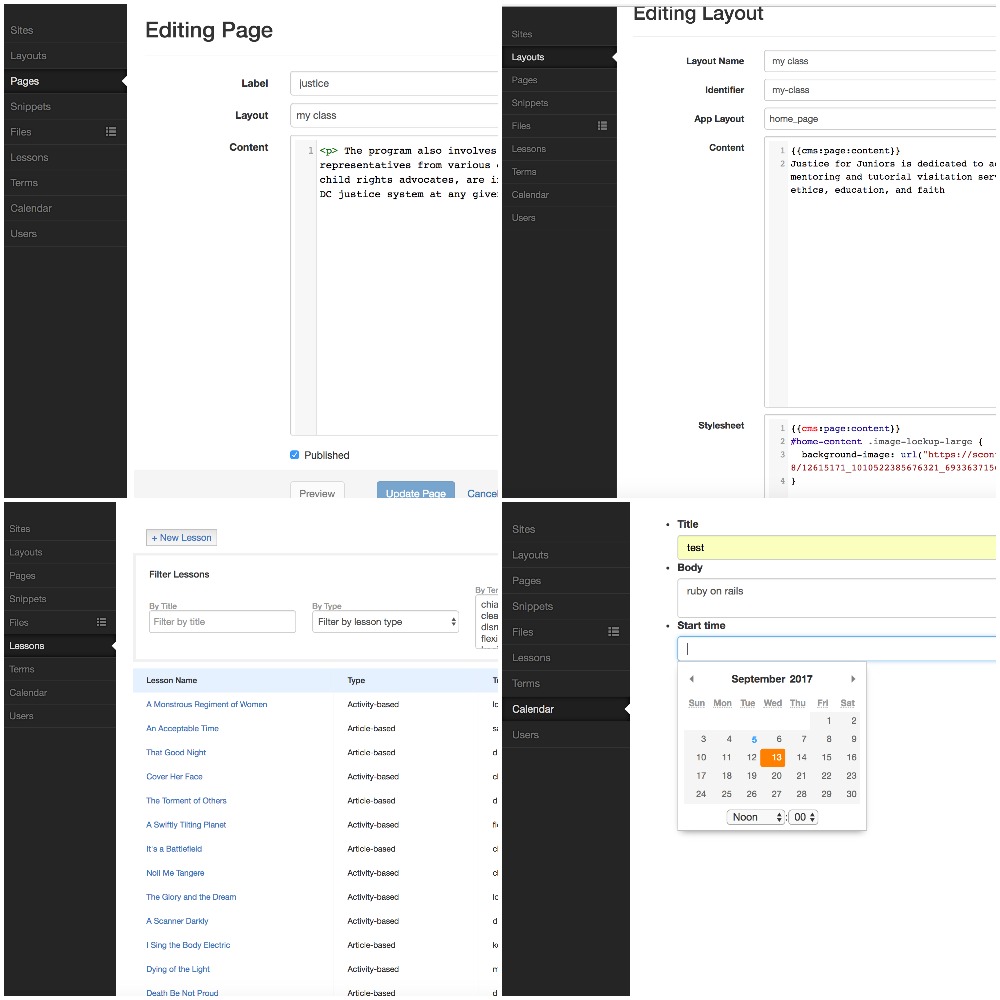 Sites
Layouts
Pages
Snippets
Files
Lessons
Terms
Calendar
Users
Editing Page
Label
justice
Layout
my class
Content
1 <p> The program also involves
representatives from various
child rights advocates, are
DC justice system at any
Published
Preview
Update Page
Cancel
Sites
Layouts
Pages
Snippets
Files
Lessons
Terms
Calendar
Users
Editing Layout
Layout Name
my class
Identifier
my-class
App Layout
home_page
Content
1 {{cms:page:content}}
2 Justice for Juniors is dedicated to
mentoring and tutorial visitation
ethics, education, and faith
Stylesheet
1 {{cms:page:content}}
2 #home-content .image-lockup-large {
3 background-image: url("https://scon
8/12615171_1010522385676321_693363715
4 }
Sites
Layouts
Pages
Snippets
Files
Lessons
Terms
Calendar
Users
+ New Lesson
Filter Lessons
By Title
Filter by title
By Type
Filter by lesson type
By Ter
chia
clea
disn
flexi
Lesson Name Type
A Monstrous Regiment of Women Activity-based
An Acceptable Time Article-based
That Good Night Activity-based
Cover Her Face Activity-based
The Torment of Others Article-based
A Swiftly Tilting Planet Activity-based
It's a Battlefield Article-based
Noli Me Tangere Activity-based
The Glory and the Dream Activity-based
A Scanner Darkly Activity-based
I Sing the Body Electric Article-based
Dying of the Light Activity-based
Death Be Not Proud Article-based
Sites
Layouts
Pages
Snippets
Files
Lessons
Terms
Calendar
Users
Title
test
Body
ruby on rails
Start time
September 2017
Sun Mon Tue Wed Thu Fri Sat
1 2
3 4 5 6 7 8 9
10 11 12 13 14 15 16
17 18 19 20 21 22 23
24 25 26 27 28 29 30
Noon : 00